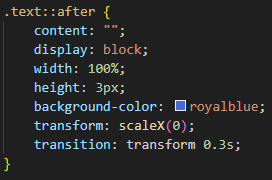 .text::after {
    content: "";
    display: block;
    width: 100%;
    height: 3px;
    background-color: royalblue;
    transform: scaleX(0);
    transition: transform 0.3s;
}